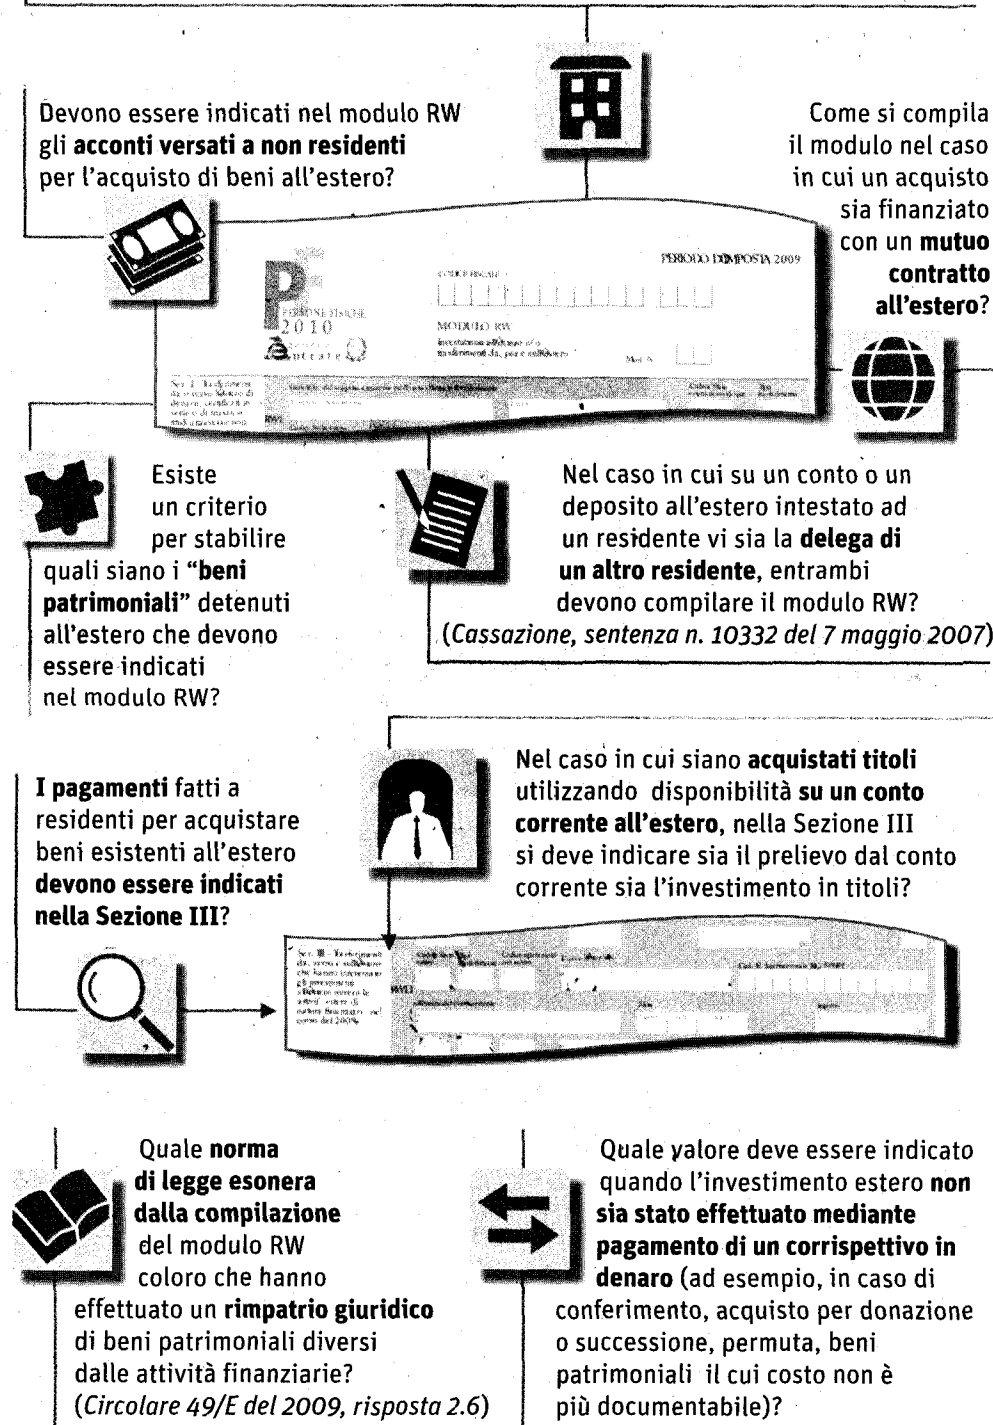 Devono essere indicati nel modulo RW
gli acconti versati a non residenti
per l'acquisto di beni all'estero?
Come si compila
il modulo nel caso
in cui un acquisto
sia finanziato
con un mutuo
contratto
all'estero?
PERIODO D'IMPOSTA 2009
CODICE FISCALE
PERSONE FISICHE
2010
MODULO RW
Mod. N.
Esiste
un criterio
per stabilire
quali siano i "beni
patrimoniali" detenuti
all'estero che devono
essere indicati
nel modulo RW?
Nel caso in cui su un conto o un
deposito all'estero intestato ad
un residente vi sia la delega di
un altro residente, entrambi
devono compilare il modulo RW?
(Cassazione, sentenza n. 10332 del 7 maggio 2007)
I pagamenti fatti a
residenti per acquistare
beni esistenti all'estero
devono essere indicati
nella Sezione III?
Nel caso in cui siano acquistati titoli
utilizzando disponibilità su un conto
corrente all'estero, nella Sezione III
si deve indicare sia il prelievo dal conto
corrente sia l'investimento in titoli?
Quale norma
di legge esonera
dalla compilazione
del modulo RW
coloro che hanno
effettuato un rimpatrio giuridico
di beni patrimoniali diversi
dalle attività finanziarie?
(Circolare 49/E del 2009, risposta 2.6)
Quale valore deve essere indicato
quando l'investimento estero non
sia stato effettuato mediante
pagamento di un corrispettivo in
denaro (ad esempio, in caso di
conferimento, acquisto per donazione
o successione, permuta, beni
patrimoniali il cui costo non è
più documentabile)?